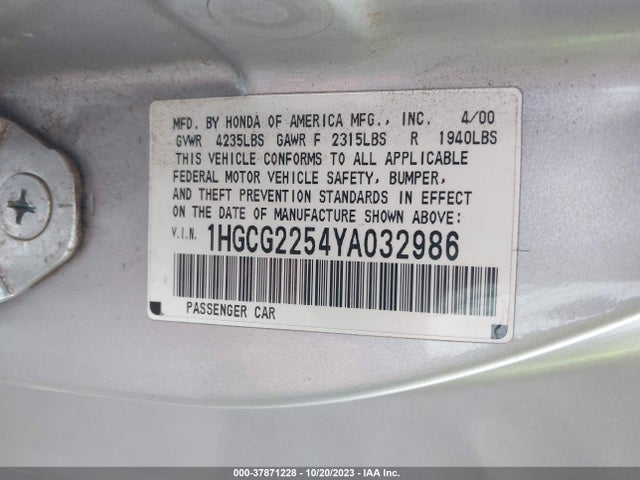 MFD. BY HONDA OF AMERICA MFG., INC. 4/00
GVWR 4235LBS GAWR F 2315LBS R 1940LBS
THIS VEHICLE CONFORMS TO ALL APPLICABLE
FEDERAL MOTOR VEHICLE SAFETY, BUMPER,
AND THEFT PREVENTION STANDARDS IN EFFECT
ON THE DATE OF MANUFACTURE SHOWN ABOVE:
V.I.N. 1HGCG2254YA032986
PASSENGER CAR
000-37871228 - 10/20/2023 - IAA Inc.